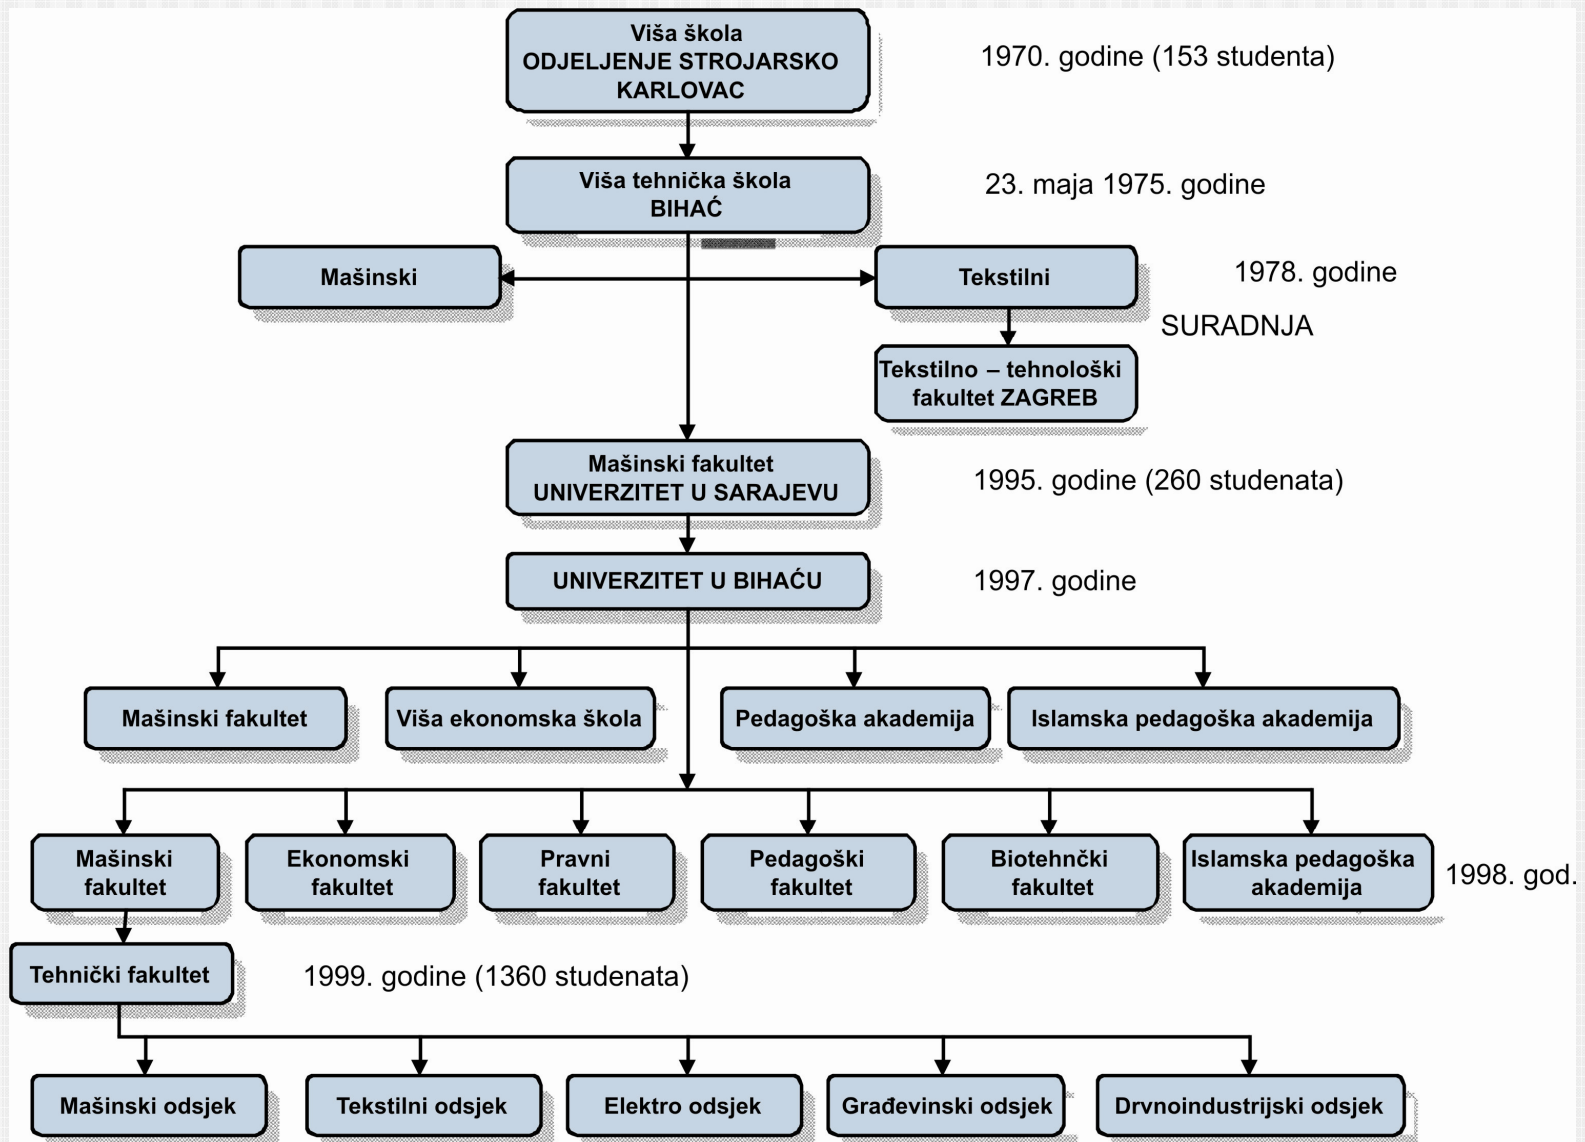 Viša škola
ODJELJENJE STROJARSKO
KARLOVAC
1970. godine (153 studenta)
Viša tehnička škola
BIHAĆ
23. maja 1975. godine
Mašinski
Tekstilni
1978. godine
SURADNJA
Tekstilno – tehnološki
fakultet ZAGREB
Mašinski fakultet
UNIVERZITET U SARAJEVU
1995. godine (260 studenata)
UNIVERZITET U BIHAĆU
1997. godine
Mašinski fakultet
Viša ekonomska škola
Pedagoška akademija
Islamska pedagoška akademija
Mašinski
fakultet
Ekonomski
fakultet
Pravni
fakultet
Pedagoški
fakultet
Biotehnčki
fakultet
Islamska pedagoška
akademija
1998. god.
Tehnički fakultet
1999. godine (1360 studenata)
Mašinski odsjek
Tekstilni odsjek
Elektro odsjek
Građevinski odsjek
Drvnoindustrijski odsjek